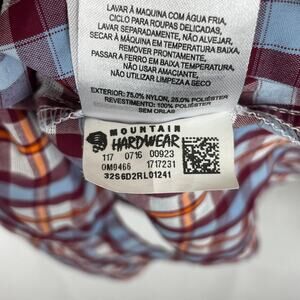 LAVAR À MÁQUINA COM ÁGUA FRIA,
CICLO PARA ROUPAS DELICADAS,
LAVAR SEPARADAMENTE, NÃO ALVEJAR,
SECAR À MÁQUINA EM TEMPERATURA BAIXA,
REMOVER PRONTAMENTE,
PASSAR A FERRO EM TEMPERATURA BAIXA,
NÃO USAR AMACIANTE,
NÃO UTILIZAR LIMPEZA A SECO
EXTERIOR: 75.0% NYLON, 25.0% POLIÉSTER
REVESTIMENTO: 100% POLIÉSTER
SEM ORLAS
MOUNTAIN
HARDWEAR
117 0716 00923
OM9466 1717231
32S6D2RL01241